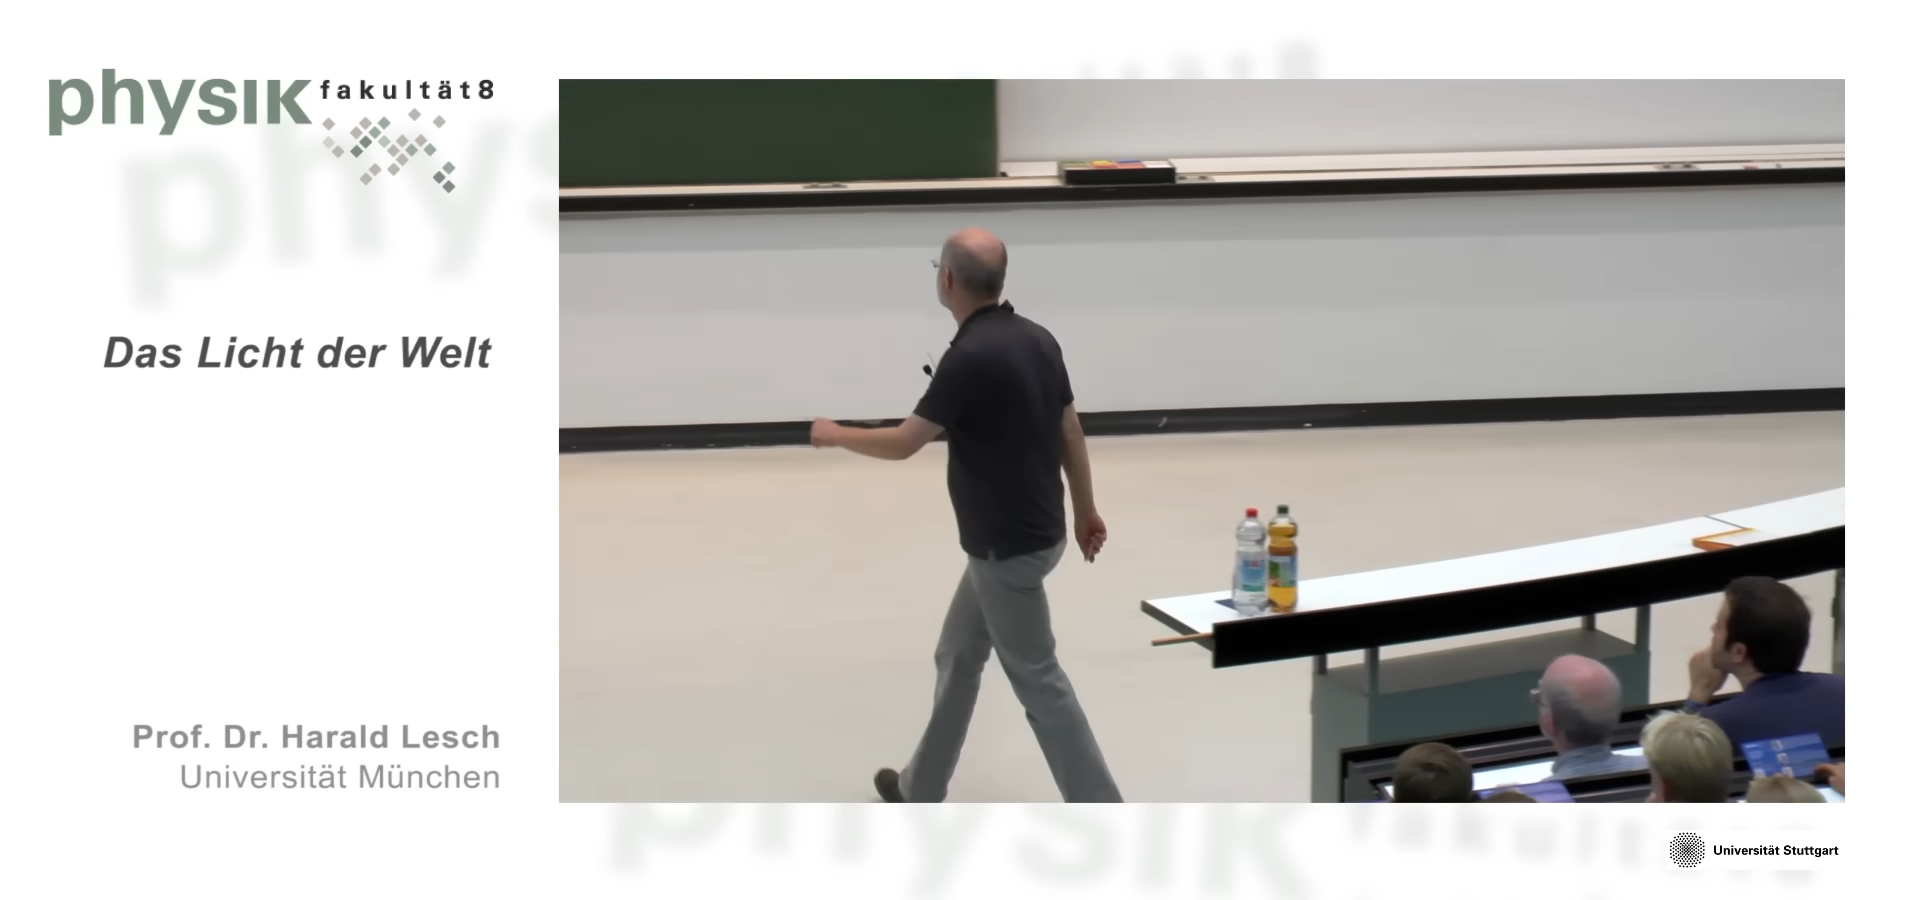 physik fakultät8
Das Licht der Welt
Prof. Dr. Harald Lesch
Universität München
Universität Stuttgart